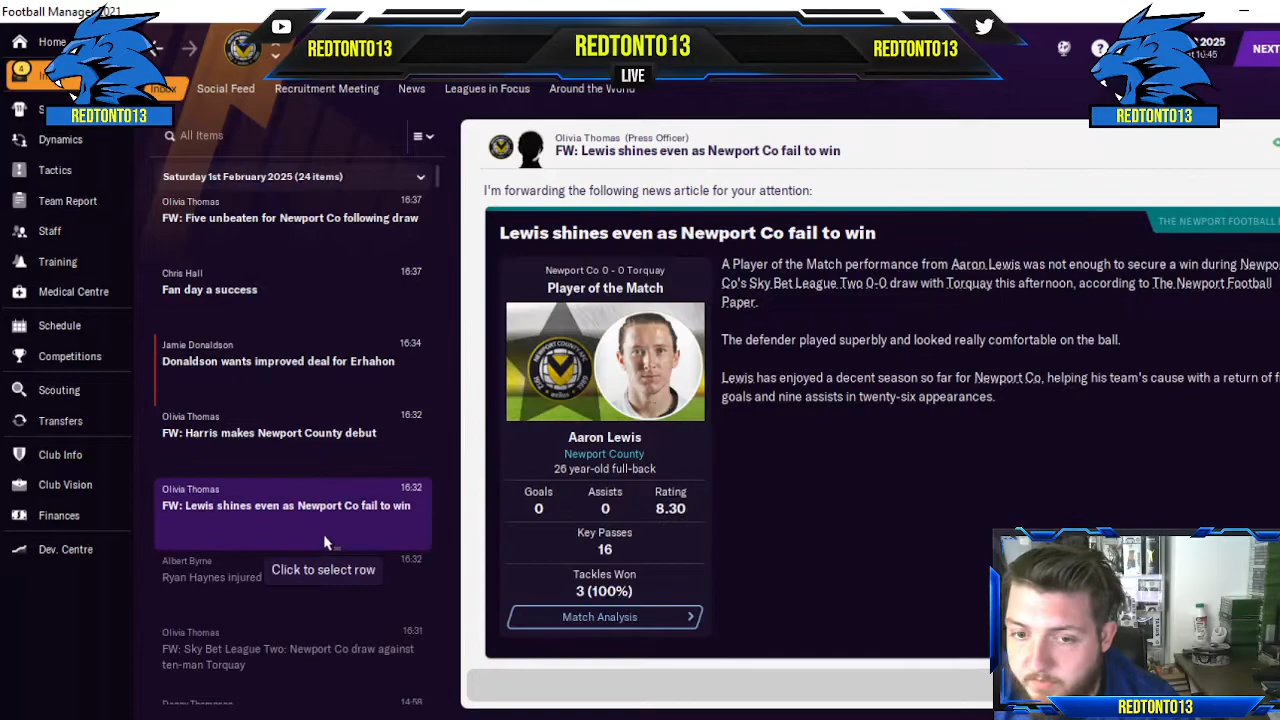 Football Manager 2021
Home
REDTONTO13
REDTONTO13
REDTONTO13
2025
16:45
NEXT
4
LIVE
Inbox
Social Feed
Recruitment Meeting
News
Leagues in Focus
Around the World
REDTONTO13
REDTONTO13
Dynamics
Tactics
Team Report
Staff
Training
Medical Centre
Schedule
Competitions
Scouting
Transfers
Club Info
Club Vision
Finances
Dev. Centre
All Items
Saturday 1st February 2025 (24 items)
Olivia Thomas
16:37
FW: Five unbeaten for Newport Co following draw
Chris Hall
16:37
Fan day a success
Jamie Donaldson
16:34
Donaldson wants improved deal for Erhahon
Olivia Thomas
16:32
FW: Harris makes Newport County debut
Olivia Thomas
16:32
FW: Lewis shines even as Newport Co fail to win
Albert Byrne
16:32
Ryan Haynes injured
Click to select row
Olivia Thomas
16:31
FW: Sky Bet League Two: Newport Co draw against
ten-man Torquay
14:58
Olivia Thomas (Press Officer)
FW: Lewis shines even as Newport Co fail to win
I'm forwarding the following news article for your attention:
THE NEWPORT FOOTBALL
Lewis shines even as Newport Co fail to win
Newport Co 0 - 0 Torquay
Player of the Match
Aaron Lewis
Newport County
26 year-old full-back
Goals
Assists
Rating
0
0
8.30
Key Passes
16
Tackles Won
3 (100%)
Match Analysis
A Player of the Match performance from Aaron Lewis was not enough to secure a win during Newpo
Co's Sky Bet League Two 0-0 draw with Torquay this afternoon, according to The Newport Football
Paper.
The defender played superbly and looked really comfortable on the ball.
Lewis has enjoyed a decent season so far for Newport Co, helping his team's cause with a return of f
goals and nine assists in twenty-six appearances.
REDTONTO13